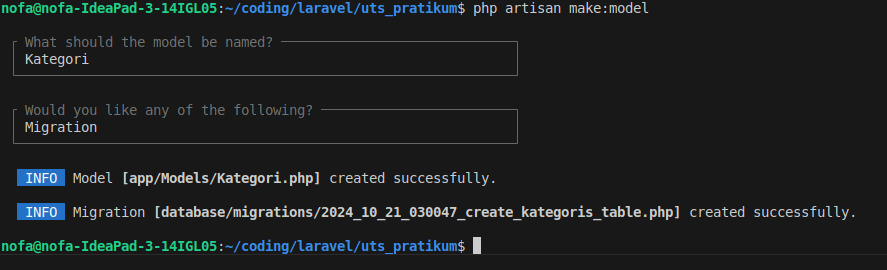 nofa@nofa-IdeaPad-3-14IGL05:~/coding/laravel/uts_pratikum$ php artisan make:model
What should the model be named?
Kategori
Would you like any of the following?
Migration
INFO Model [app/Models/Kategori.php] created successfully.
INFO Migration [database/migrations/2024_10_21_030047_create_kategoris_table.php] created successfully.
nofa@nofa-IdeaPad-3-14IGL05:~/coding/laravel/uts_pratikum$